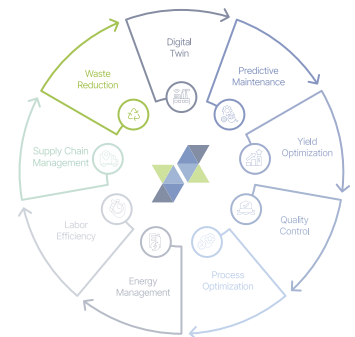 Digital
Twin
Predictive
Maintenance
Yield
Optimization
Quality
Control
Process
Optimization
Energy
Management
Labor
Efficiency
Supply Chain
Management
Waste
Reduction